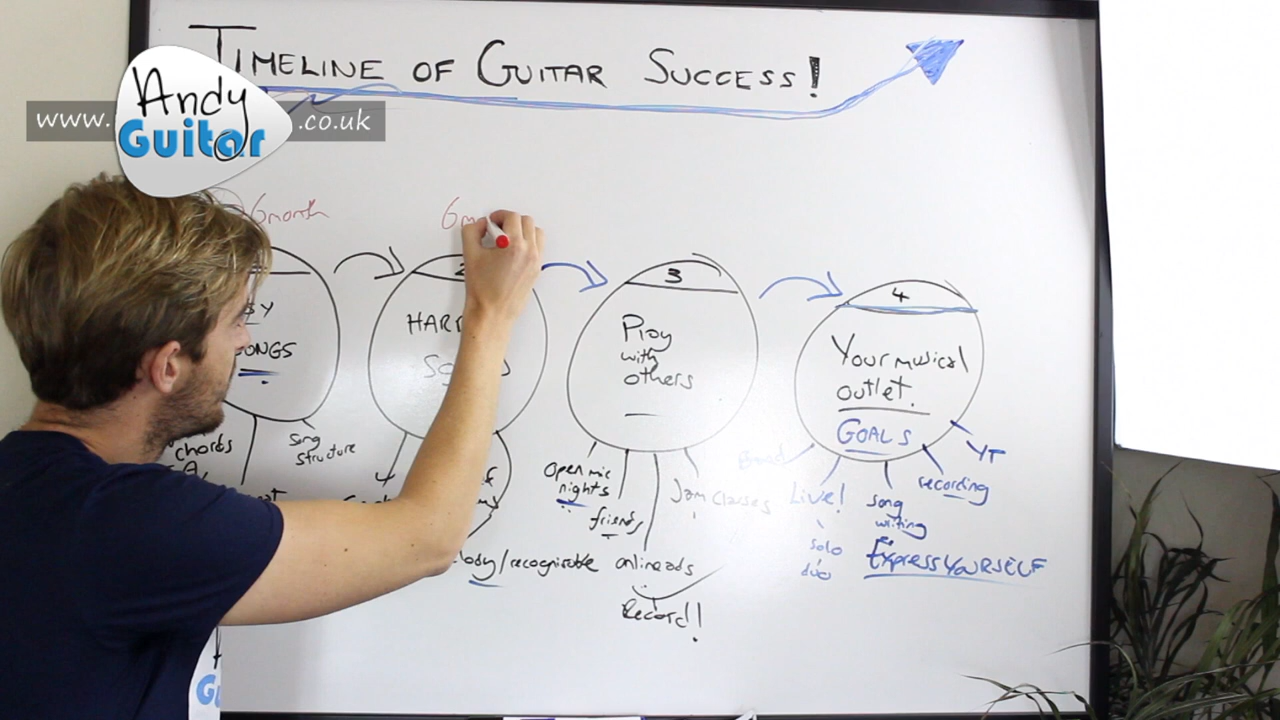 TIMELINE OF GUITAR SUCCESS!
www.
Andy
Guitar
.co.uk
6month
6m
3
Play
with
others
4
Your musical
outlet.
GOALS
SONGS
chords
Song
structure
Open mic
nights
friends
Jam classes
online ads
Record!
/recognisable
Live!
solo
duo
song
writing
recording
YT
EXPRESS YOURSELF